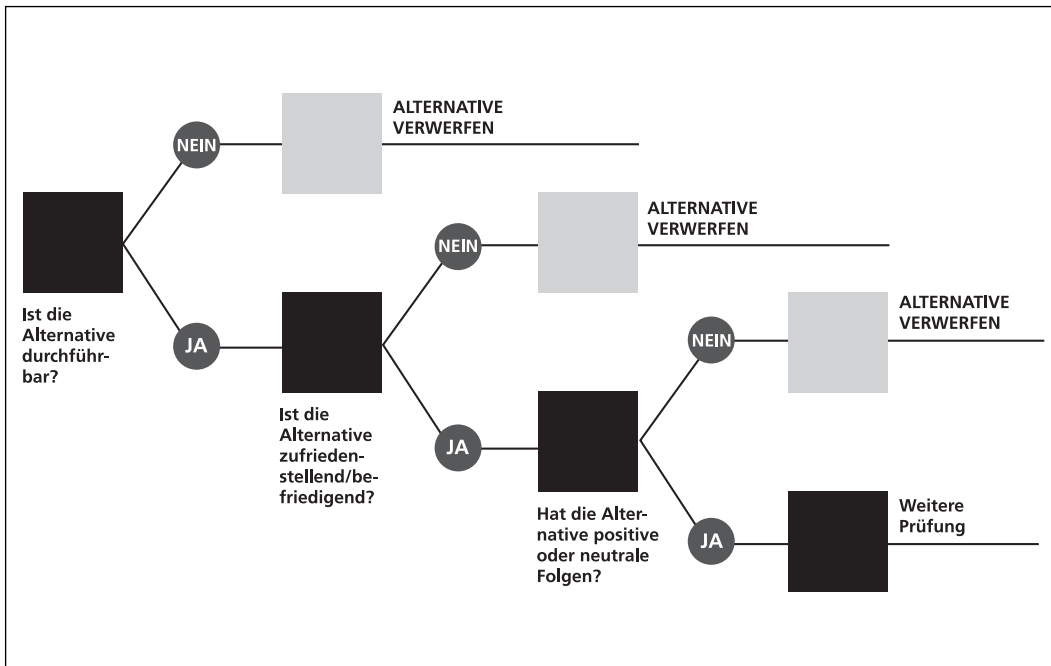 ALTERNATIVE
VERWERFEN
NEIN
Ist die
Alternative
durchführ-
bar?
JA
ALTERNATIVE
VERWERFEN
NEIN
Ist die
Alternative
zufrieden-
stellend/be-
friedigend?
JA
ALTERNATIVE
VERWERFEN
NEIN
Hat die Alter-
native positive
oder neutrale
Folgen?
JA
Weitere
Prüfung